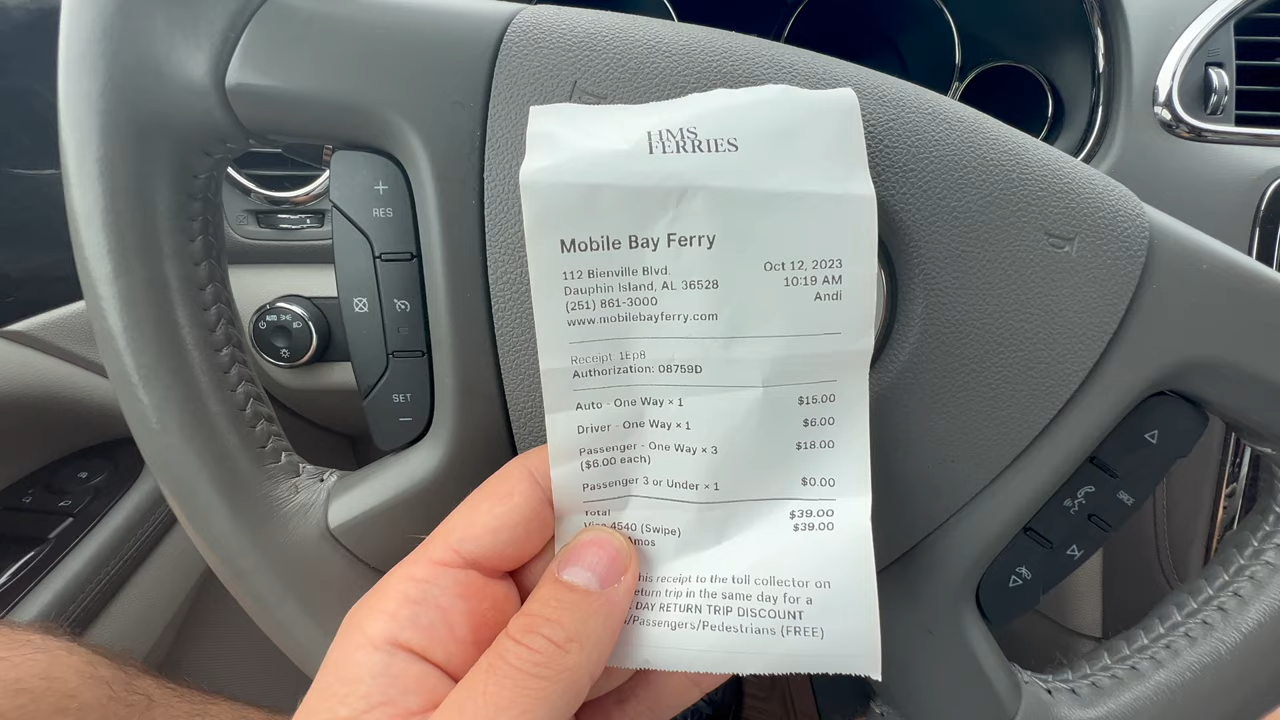 HMS
FERRIES
Mobile Bay Ferry
112 Bienville Blvd.
Dauphin Island, AL 36528
(251) 861-3000
www.mobilebayferry.com
Oct 12, 2023
10:19 AM
Andi
Receipt 1Ep8
Authorization: 08759D
Auto - One Way × 1 $15.00
Driver - One Way × 1 $6.00
Passenger - One Way × 3 $18.00
($6.00 each)
Passenger 3 or Under × 1 $0.00
Total $39.00
Visa 4540 (Swipe) $39.00
Amos
this receipt to the toll collector on
return trip in the same day for a
DAY RETURN TRIP DISCOUNT
/Passengers/Pedestrians (FREE)
+
RES
SET
−
AUTO